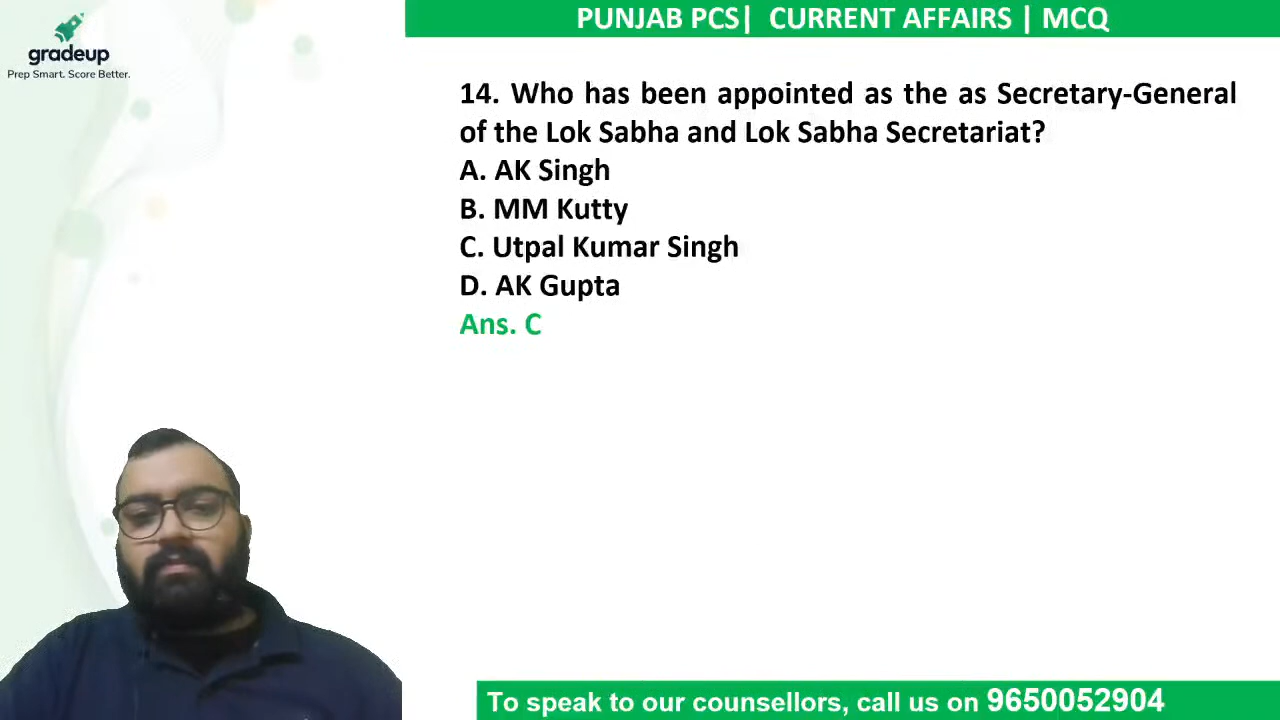 gradeup
Prep Smart. Score Better.
PUNJAB PCS| CURRENT AFFAIRS | MCQ
14. Who has been appointed as the as Secretary-General
of the Lok Sabha and Lok Sabha Secretariat?
A. AK Singh
B. MM Kutty
C. Utpal Kumar Singh
D. AK Gupta
Ans. C
To speak to our counsellors, call us on 9650052904